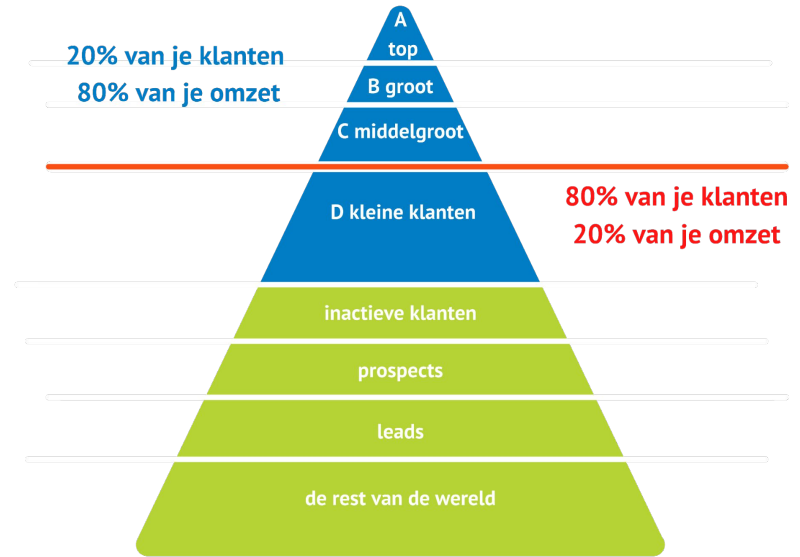 A
top
20% van je klanten
80% van je omzet
B groot
C middelgroot
80% van je klanten
20% van je omzet
D kleine klanten
inactieve klanten
prospects
leads
de rest van de wereld